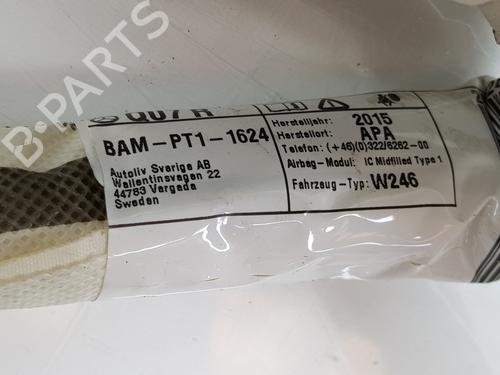 B-PARTS
QU7 R
BAM-PT1-1624
Autoliv Sverige AB
Wallentinsvagen 22
44783 Vargada
Sweden
Herstelljahr: 2015
Herstellort: APA
Telefon: (+46)(0)322/6262-00
Airbag-Modul: IC Midfilled Type 1
Fahrzeug-Typ: W246